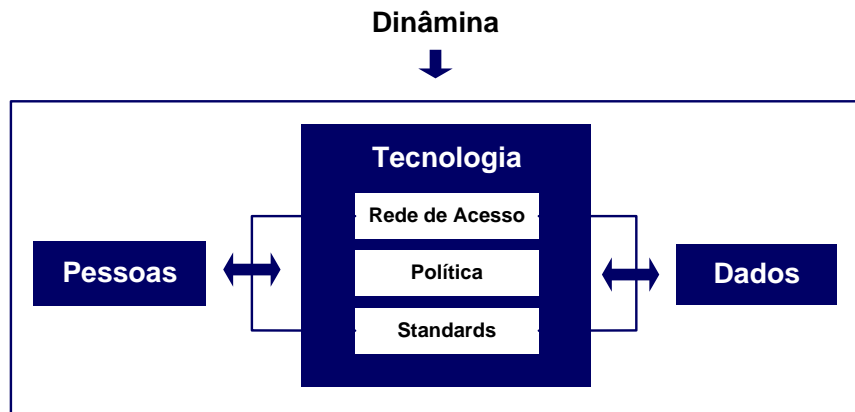 Dinâmina
Tecnologia
Rede de Acesso
Pessoas
Política
Dados
Standards